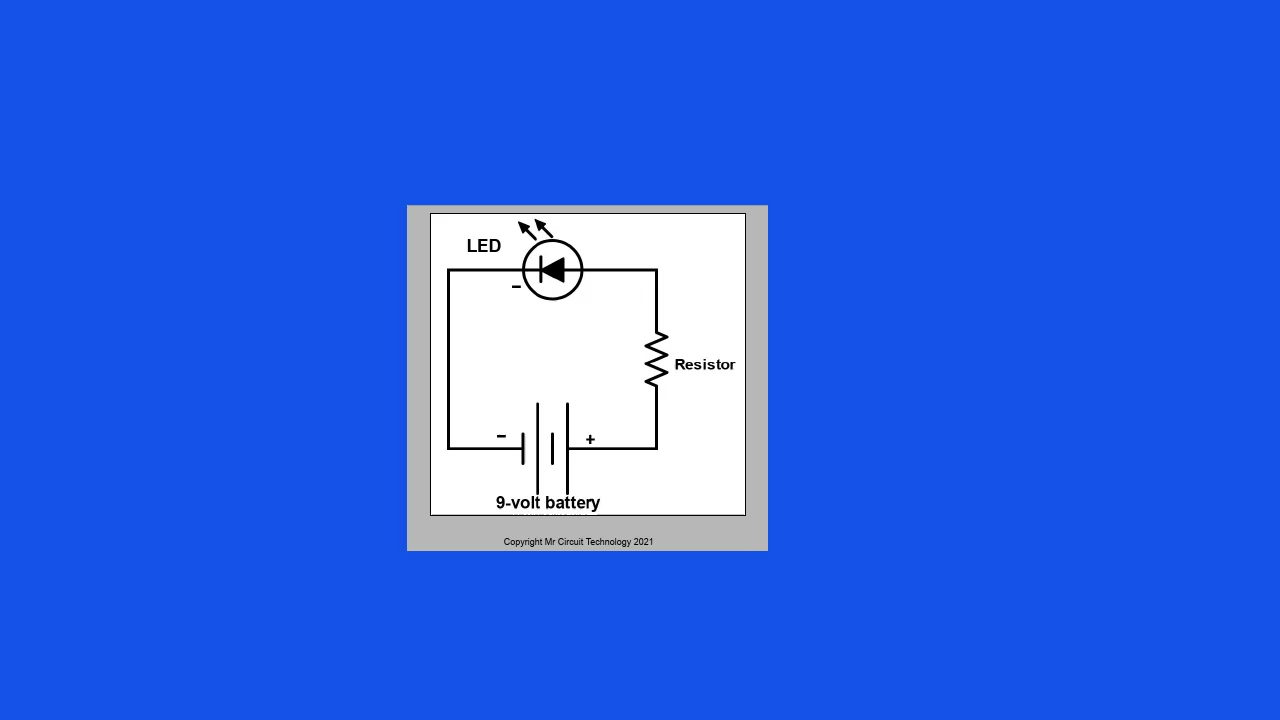 LED
−
Resistor
− +
9-volt battery
Copyright Mr Circuit Technology 2021